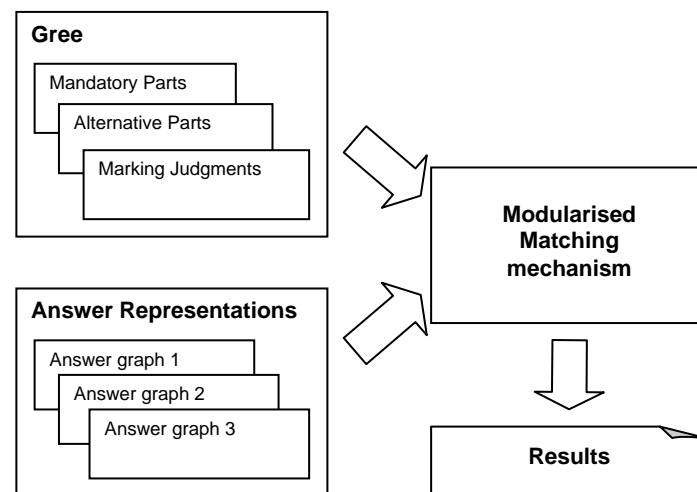 Gree
Mandatory Parts
Alternative Parts
Marking Judgments
Modularised
Matching
mechanism
Answer Representations
Answer graph 1
Answer graph 2
Answer graph 3
Results